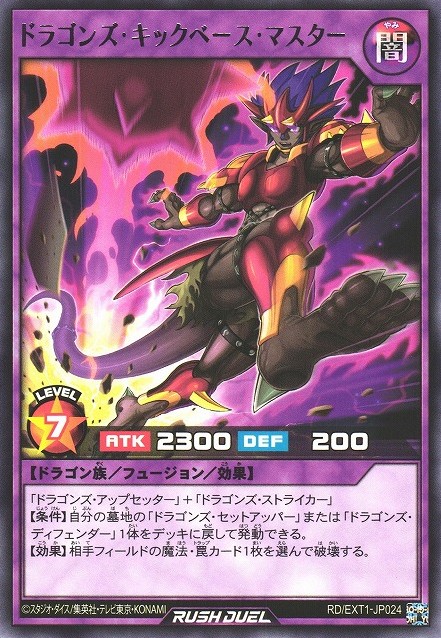 ドラゴンズ・キックベース・マスター
やみ
闇
LEVEL
7
ATK 2300 DEF 200
【ドラゴン族／フュージョン／効果】
「ドラゴンズ・アップセッター」＋「ドラゴンズ・ストライカー」
【条件】自分の墓地の「ドラゴンズ・セットアッパー」または「ドラゴンズ・
ディフェンダー」1体をデッキに戻して発動できる。
【効果】相手フィールドの魔法・罠カード1枚を選んで破壊する。
©スタジオ・ダイス/集英社・テレビ東京・KONAMI
RUSH DUEL
RD/EXT1-JP024